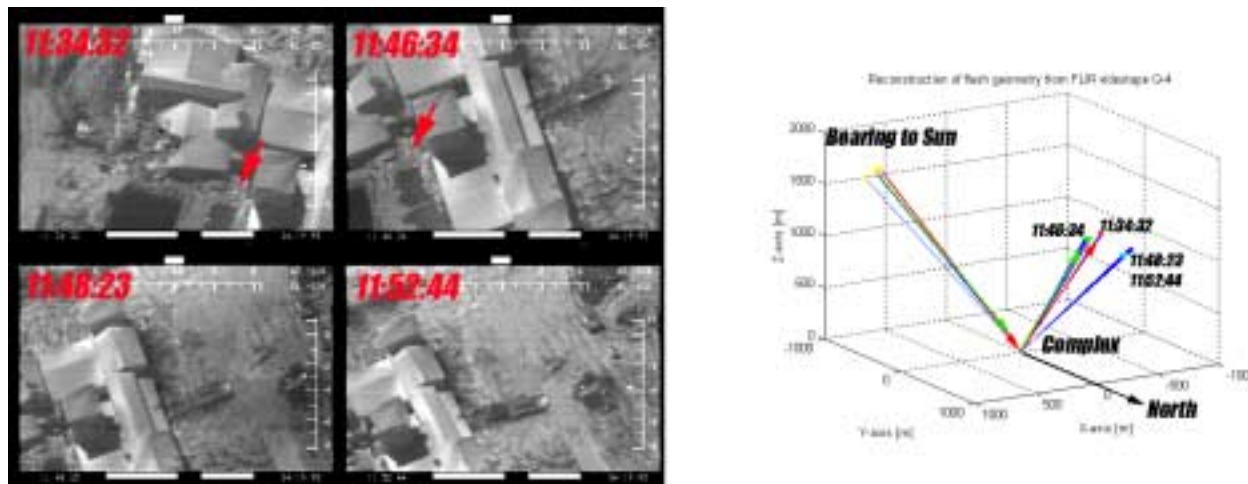 11:34:32
11:46:34
11:48:23
11:52:44
Reconstruction of flash geometry from FLIR videotape Q-4
Bearing to Sun
2000
1500
1000
500
0
Z-axis [m]
11:46:34
11:34:32
11:48:23
11:52:44
Complex
North
-1000
0
1000
Y-axis [m]
1000
500
0
-500
X-axis [m]